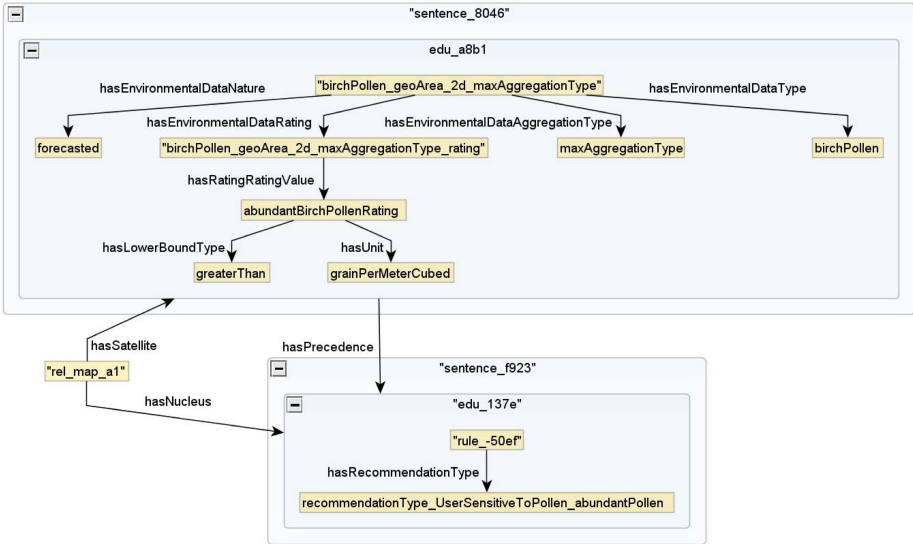 "sentence_8046"
edu_a8b1
"birchPollen_geoArea_2d_maxAggregationType"
hasEnvironmentalDataNature
hasEnvironmentalDataType
hasEnvironmentalDataRating
hasEnvironmentalDataAggregationType
forecasted
"birchPollen_geoArea_2d_maxAggregationType_rating"
maxAggregationType
birchPollen
hasRatingRatingValue
abundantBirchPollenRating
hasLowerBoundType
hasUnit
greaterThan
grainPerMeterCubed
hasSatellite
hasPrecedence
"rel_map_a1"
"sentence_f923"
hasNucleus
"edu_137e"
"rule_-50ef"
hasRecommendationType
recommendationType_UserSensitiveToPollen_abundantPollen